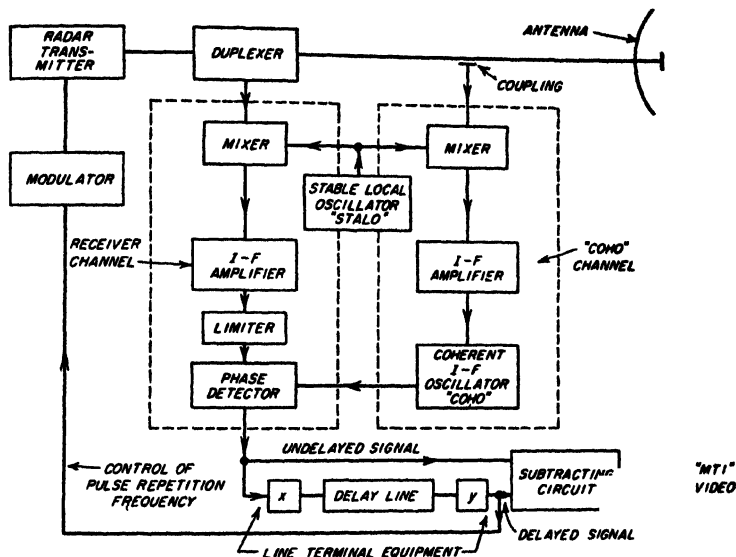 RADAR
TRANS-
MITTER
DUPLEXER
ANTENNA
COUPLING
MIXER
MIXER
MODULATOR
STABLE LOCAL
OSCILLATOR
"STALO"
RECEIVER
CHANNEL
I-F
AMPLIFIER
I-F
AMPLIFIER
"COHO"
CHANNEL
LIMITER
PHASE
DETECTOR
COHERENT
I-F
OSCILLATOR
"COHO"
UNDELAYED SIGNAL
CONTROL OF
PULSE REPETITION
FREQUENCY
x
DELAY LINE
y
SUBTRACTING
CIRCUIT
"MTI"
VIDEO
DELAYED SIGNAL
LINE TERMINAL EQUIPMENT